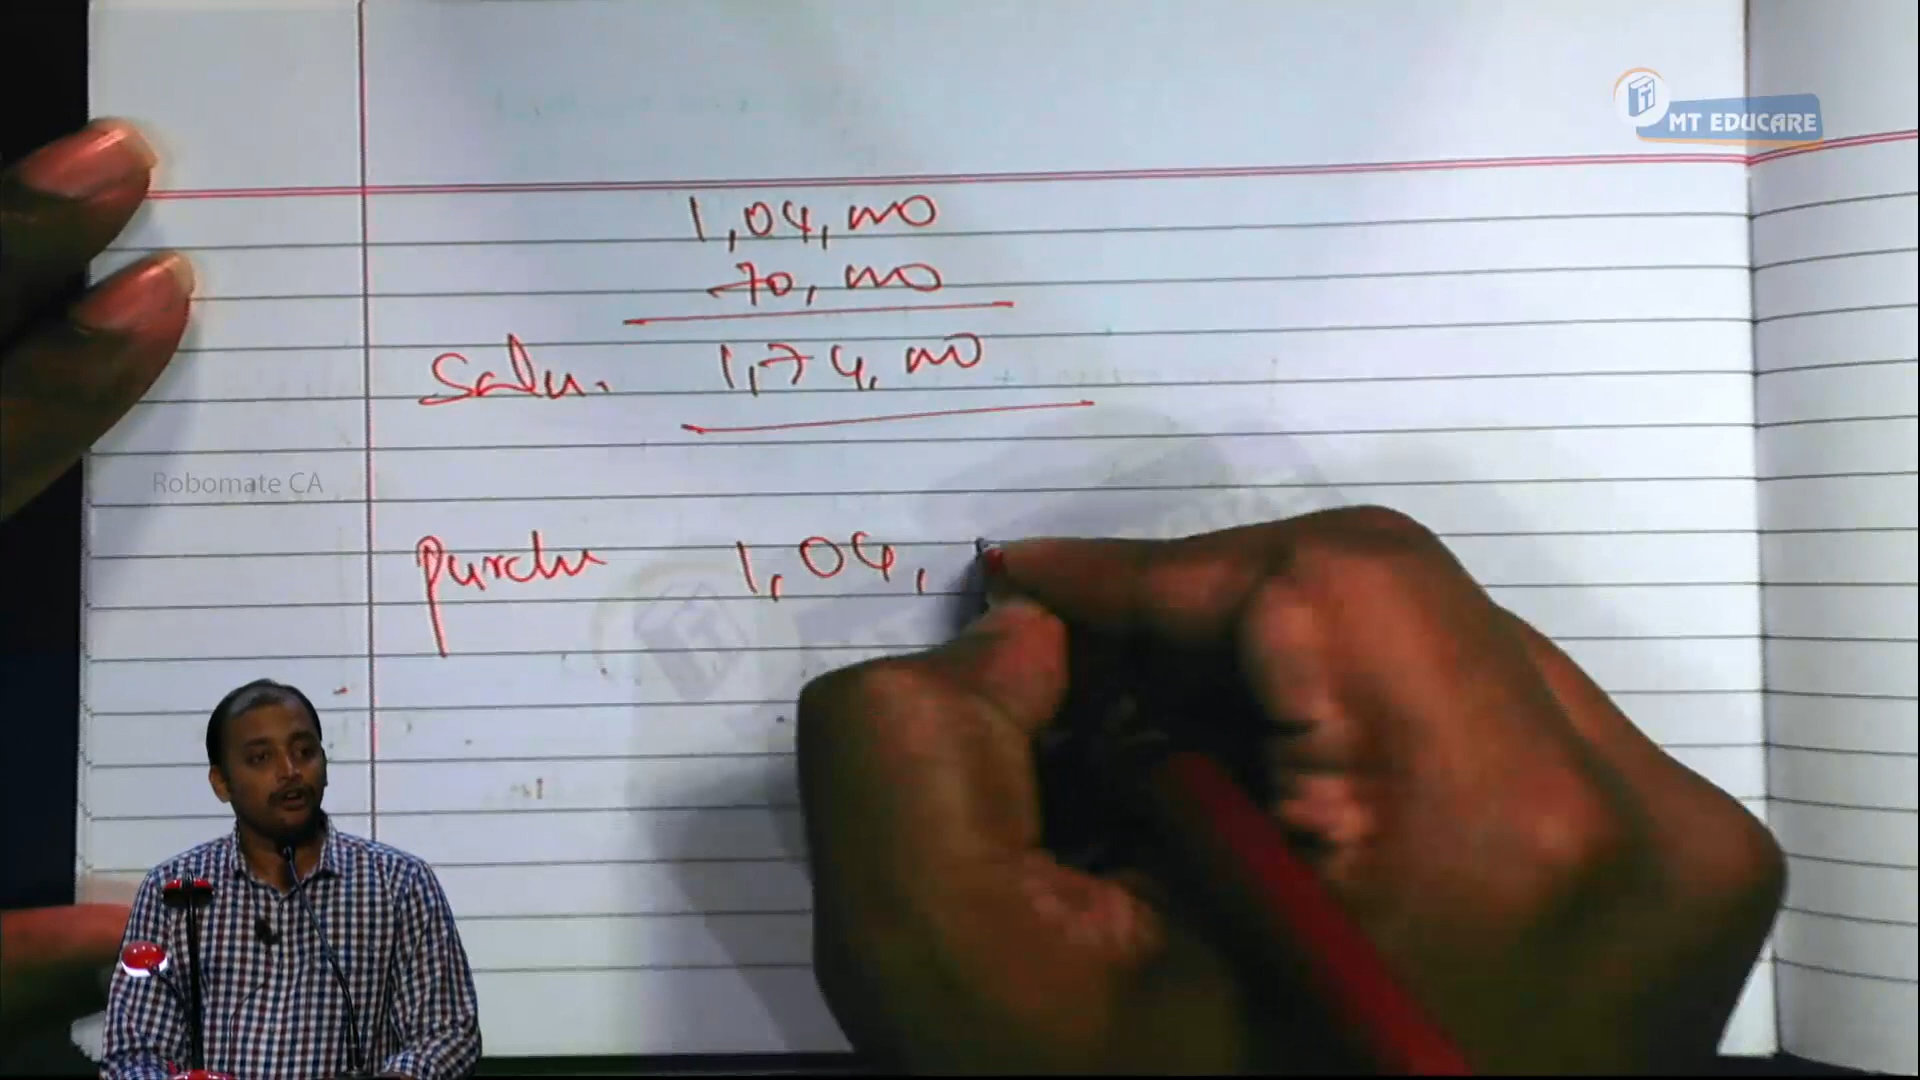 MT EDUCARE
1,04,000
70,000
Sales. 1,74,000
Robomate CA
Purchase 1,04,